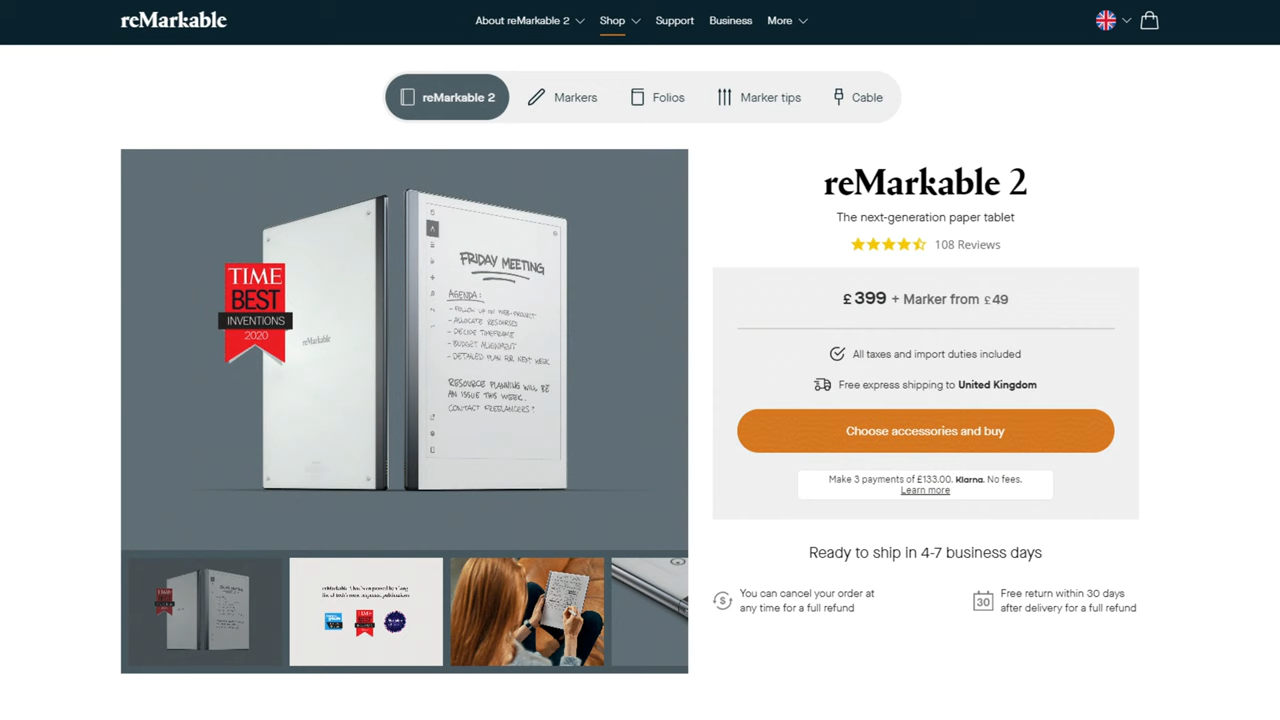 reMarkable
About reMarkable 2
Shop
Support
Business
More
reMarkable 2
Markers
Folios
Marker tips
Cable
TIME
BEST
INVENTIONS
2020
reMarkable
FRIDAY MEETING
AGENDA:
- FOLLOW UP ON WEB-PROJECT
- ALLOCATE RESOURCES
- DECIDE TIMEFRAME
- BUDGET ALIGNMENT
- DETAILED PLAN FOR NEXT WEEK
RESOURCE PLANNING WILL BE
AN ISSUE THIS WEEK.
CONTACT FREELANCERS?
reMarkable 2
The next-generation paper tablet
108 Reviews
£399 + Marker from £49
All taxes and import duties included
Free express shipping to United Kingdom
Choose accessories and buy
Make 3 payments of £133.00. Klarna. No fees.
Learn more
Ready to ship in 4-7 business days
$
You can cancel your order at
any time for a full refund
30
Free return within 30 days
after delivery for a full refund